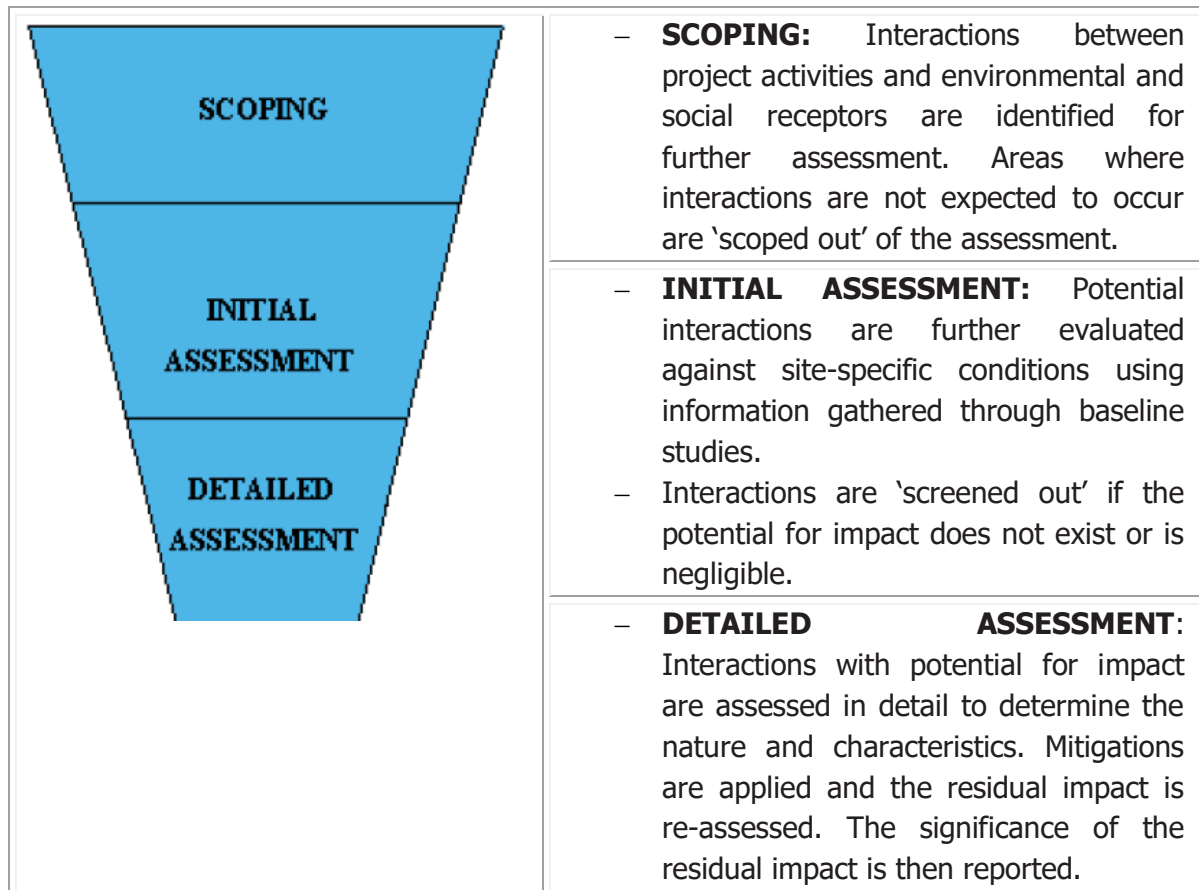 SCOPING
INITIAL
ASSESSMENT
DETAILED
ASSESSMENT
– SCOPING: Interactions between
project activities and environmental and
social receptors are identified for
further assessment. Areas where
interactions are not expected to occur
are ‘scoped out’ of the assessment.
– INITIAL ASSESSMENT: Potential
interactions are further evaluated
against site-specific conditions using
information gathered through baseline
studies.
– Interactions are ‘screened out’ if the
potential for impact does not exist or is
negligible.
– DETAILED ASSESSMENT:
Interactions with potential for impact
are assessed in detail to determine the
nature and characteristics. Mitigations
are applied and the residual impact is
re-assessed. The significance of the
residual impact is then reported.